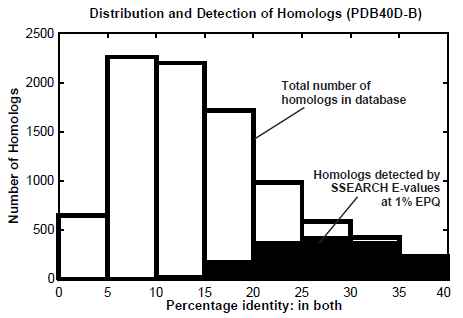 Distribution and Detection of Homologs (PDB40D-B)
2500
2000
1500
1000
500
0
Number of Homologs
Total number of
homologs in database
Homologs detected by
SSEARCH E-values
at 1% EPQ
0 5 10 15 20 25 30 35 40
Percentage identity: in both